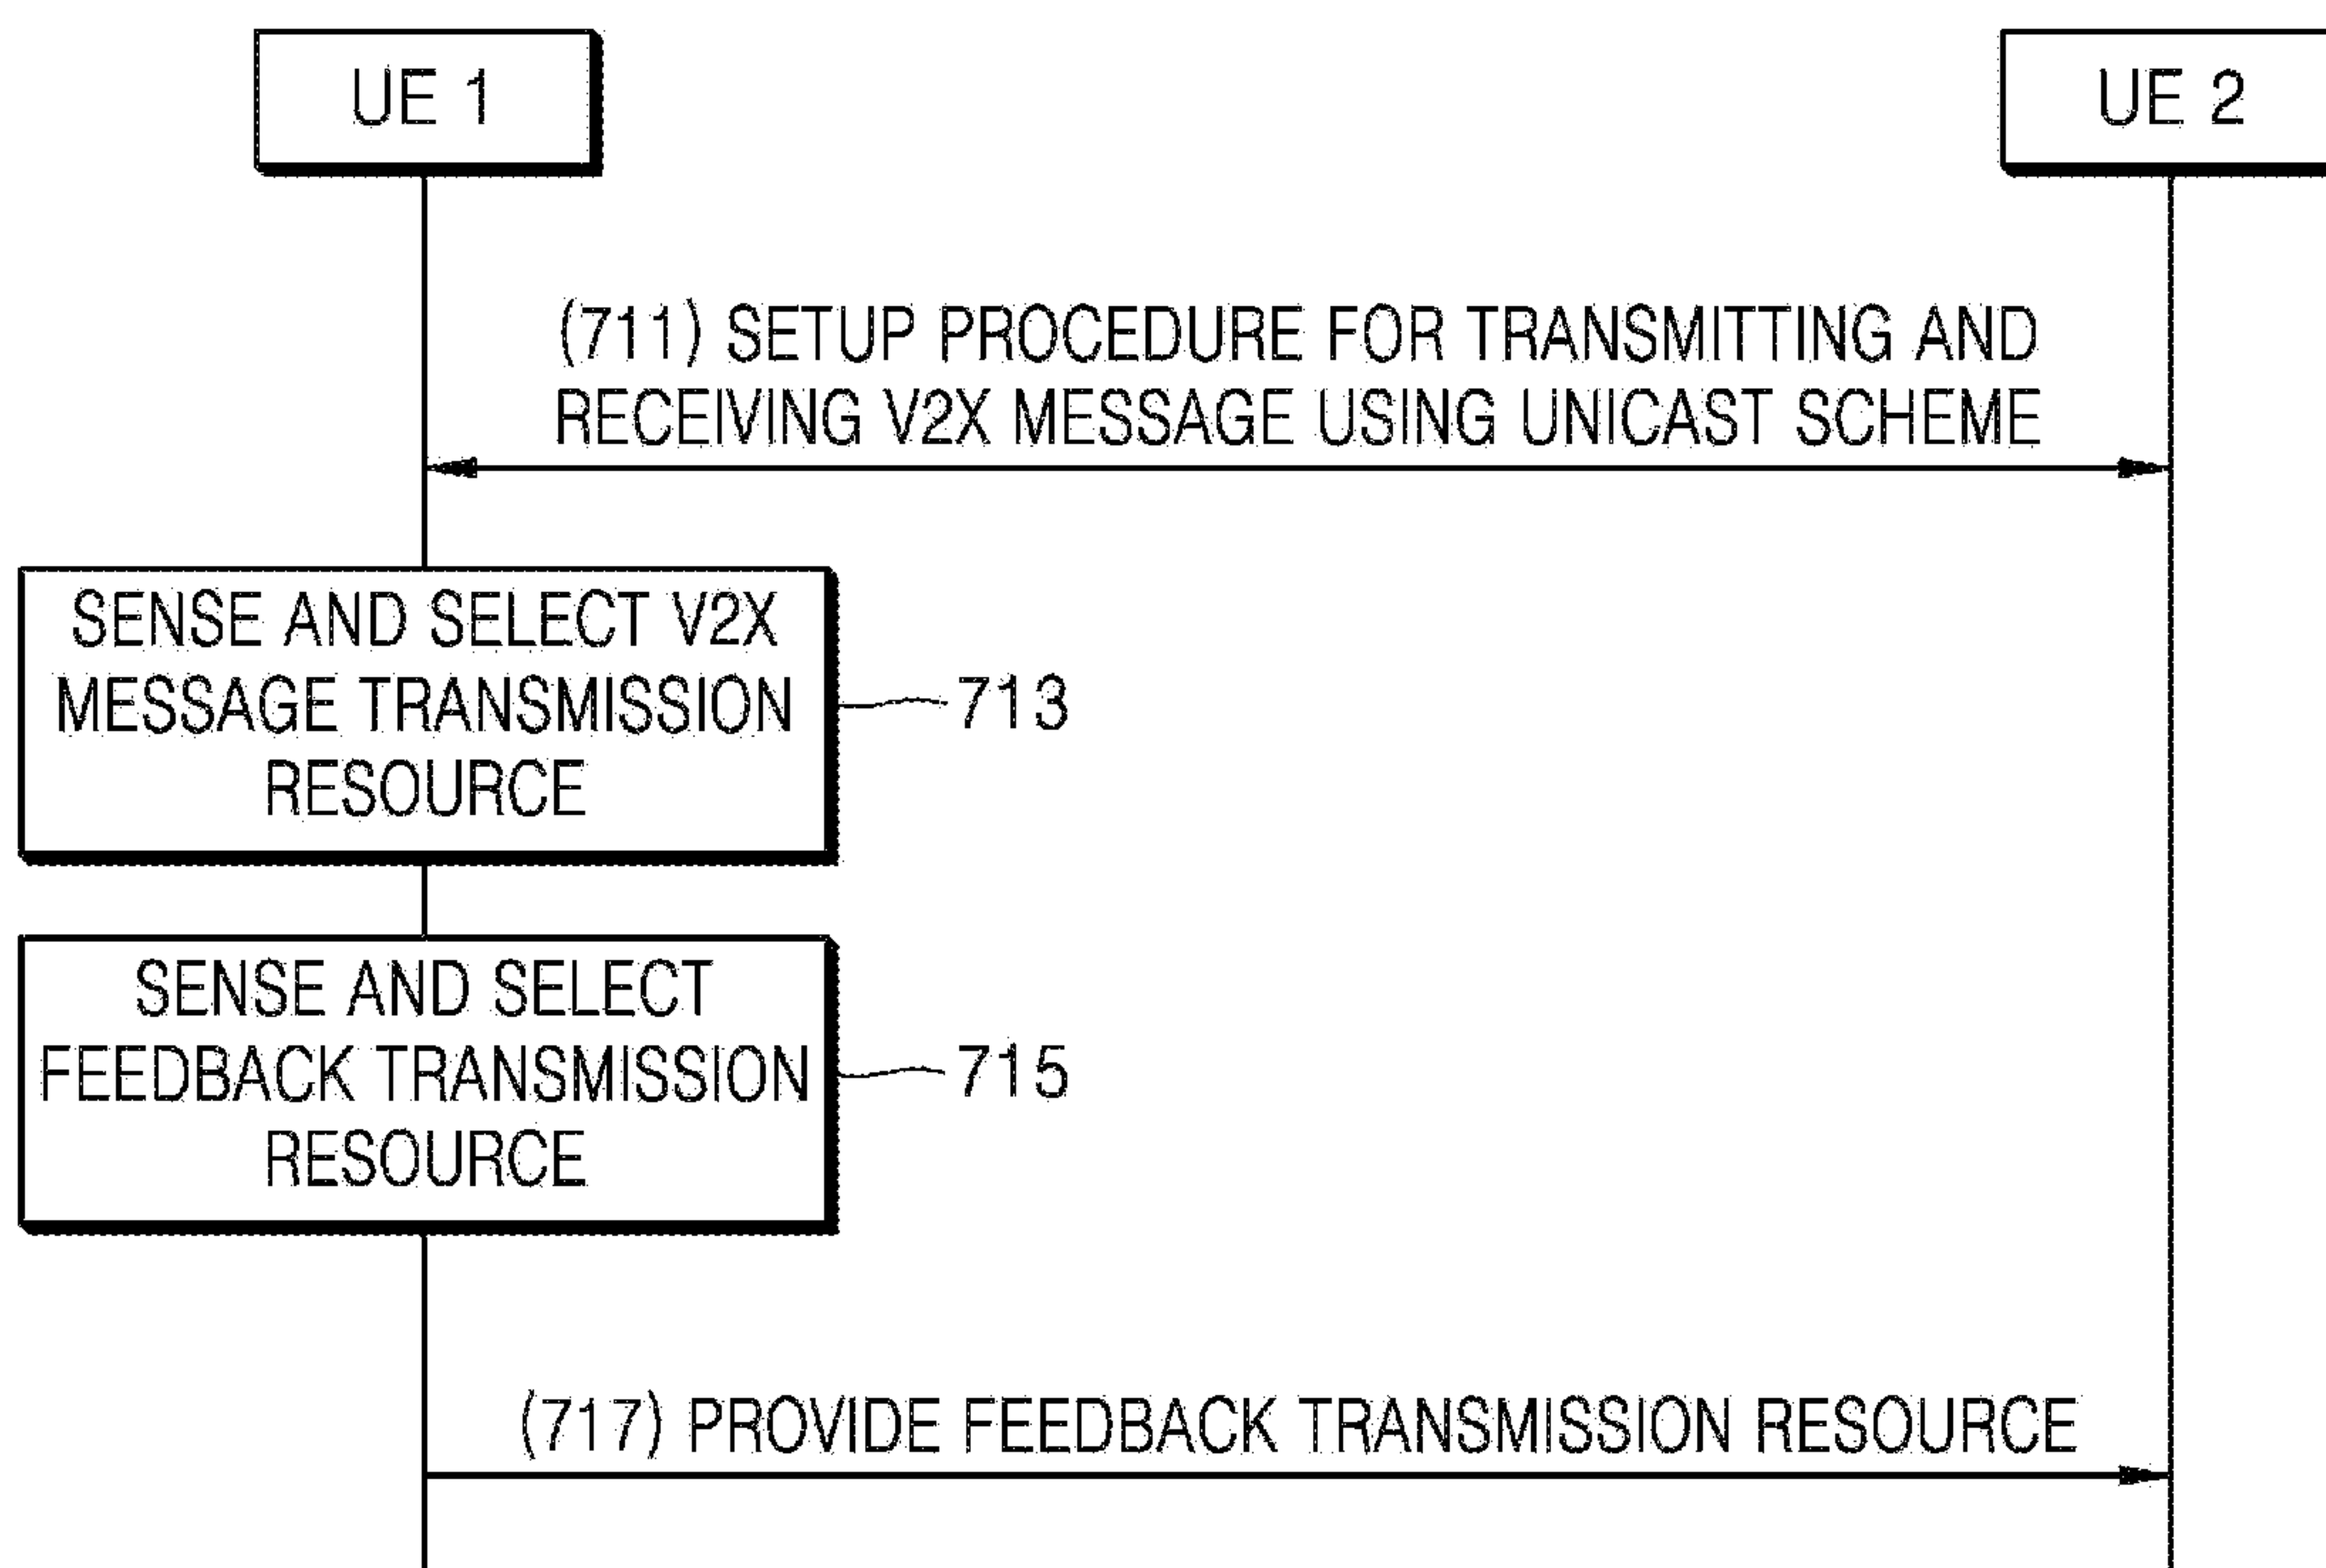 UE 1
UE 2
(711) SETUP PROCEDURE FOR TRANSMITTING AND
RECEIVING V2X MESSAGE USING UNICAST SCHEME
SENSE AND SELECT V2X
MESSAGE TRANSMISSION
RESOURCE
713
SENSE AND SELECT
FEEDBACK TRANSMISSION
RESOURCE
715
(717) PROVIDE FEEDBACK TRANSMISSION RESOURCE